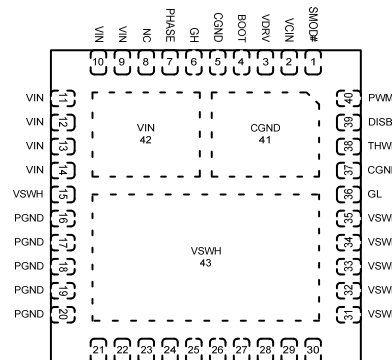 VIN
VIN
NC
PHASE
GH
CGND
BOOT
VDRV
VCIN
SMOD#
10 9 8 7 6 5 4 3 2 1
VIN 11
VIN 12
VIN 13
VIN 14
VSWH 15
PGND 16
PGND 17
PGND 18
PGND 19
PGND 20
VIN
42
CGND
41
VSWH
43
40 PWM
39 DISB
38 THW
37 CGND
36 GL
35 VSW
34 VSW
33 VSW
32 VSW
31 VSW
21 22 23 24 25 26 27 28 29 30